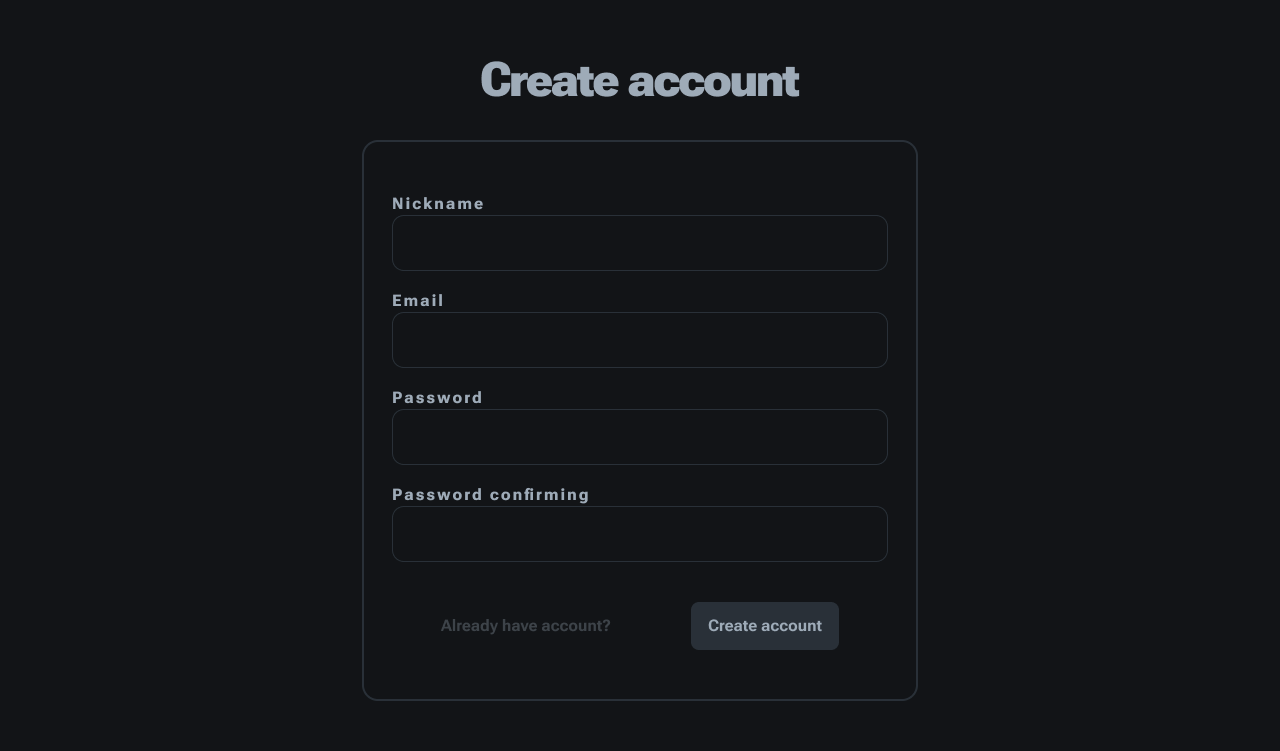 Create account
Nickname
Email
Password
Password confirming
Already have account?
Create account